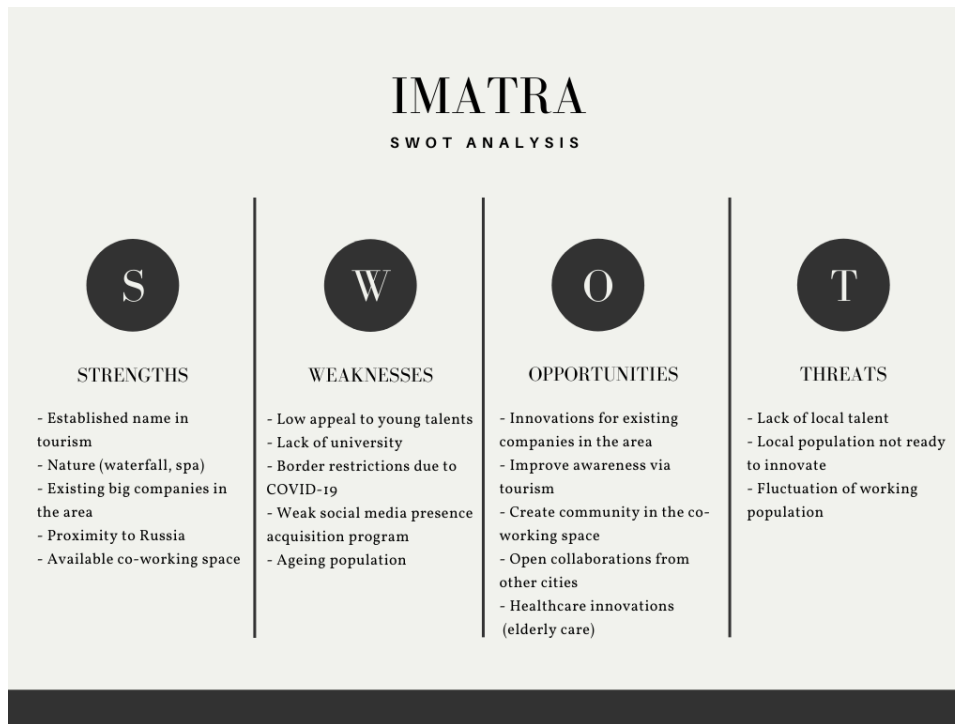 IMATRA
SWOT ANALYSIS
S
STRENGTHS
- Established name in
tourism
- Nature (waterfall, spa)
- Existing big companies in
the area
- Proximity to Russia
- Available co-working space
W
WEAKNESSES
- Low appeal to young talents
- Lack of university
- Border restrictions due to
COVID-19
- Weak social media presence
acquisition program
- Ageing population
O
OPPORTUNITIES
- Innovations for existing
companies in the area
- Improve awareness via
tourism
- Create community in the co-
working space
- Open collaborations from
other cities
- Healthcare innovations
(elderly care)
T
THREATS
- Lack of local talent
- Local population not ready
to innovate
- Fluctuation of working
population